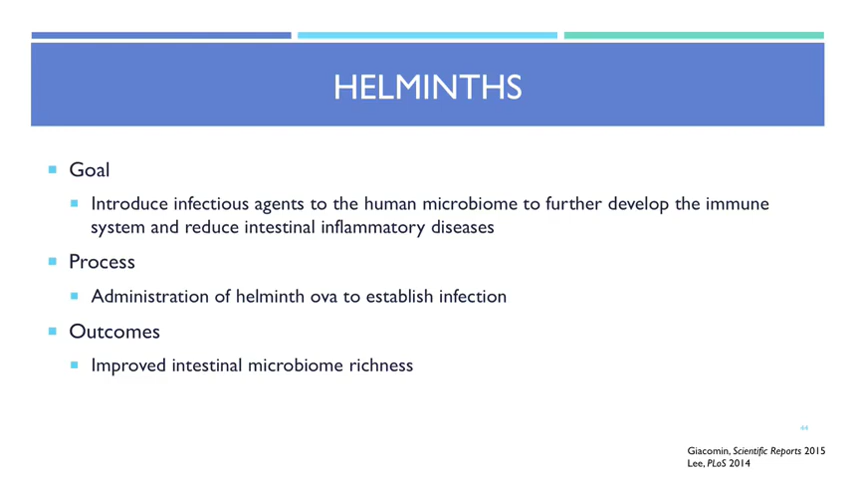 HELMINTHS
Goal
Introduce infectious agents to the human microbiome to further develop the immune
system and reduce intestinal inflammatory diseases
Process
Administration of helminth ova to establish infection
Outcomes
Improved intestinal microbiome richness
44
Giacomin, Scientific Reports 2015
Lee, PLoS 2014